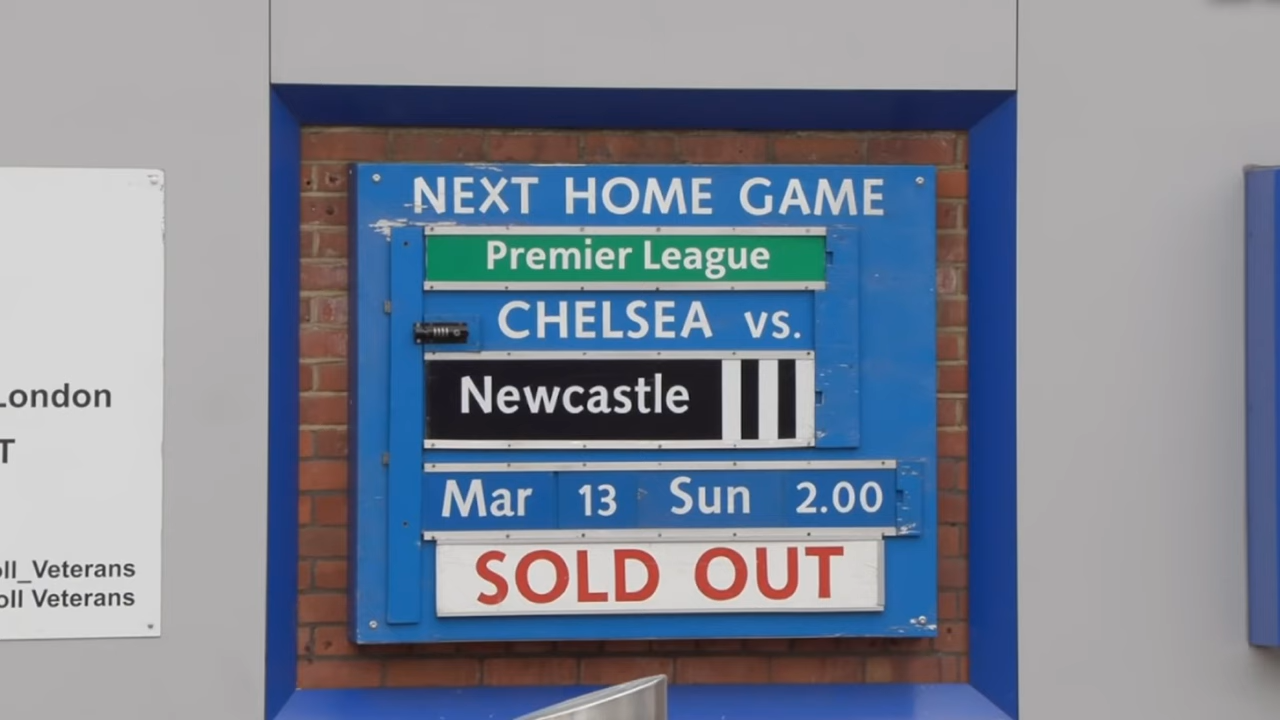 London
T
oll_Veterans
oll Veterans
NEXT HOME GAME
Premier League
CHELSEA vs.
Newcastle
Mar 13 Sun 2.00
SOLD OUT